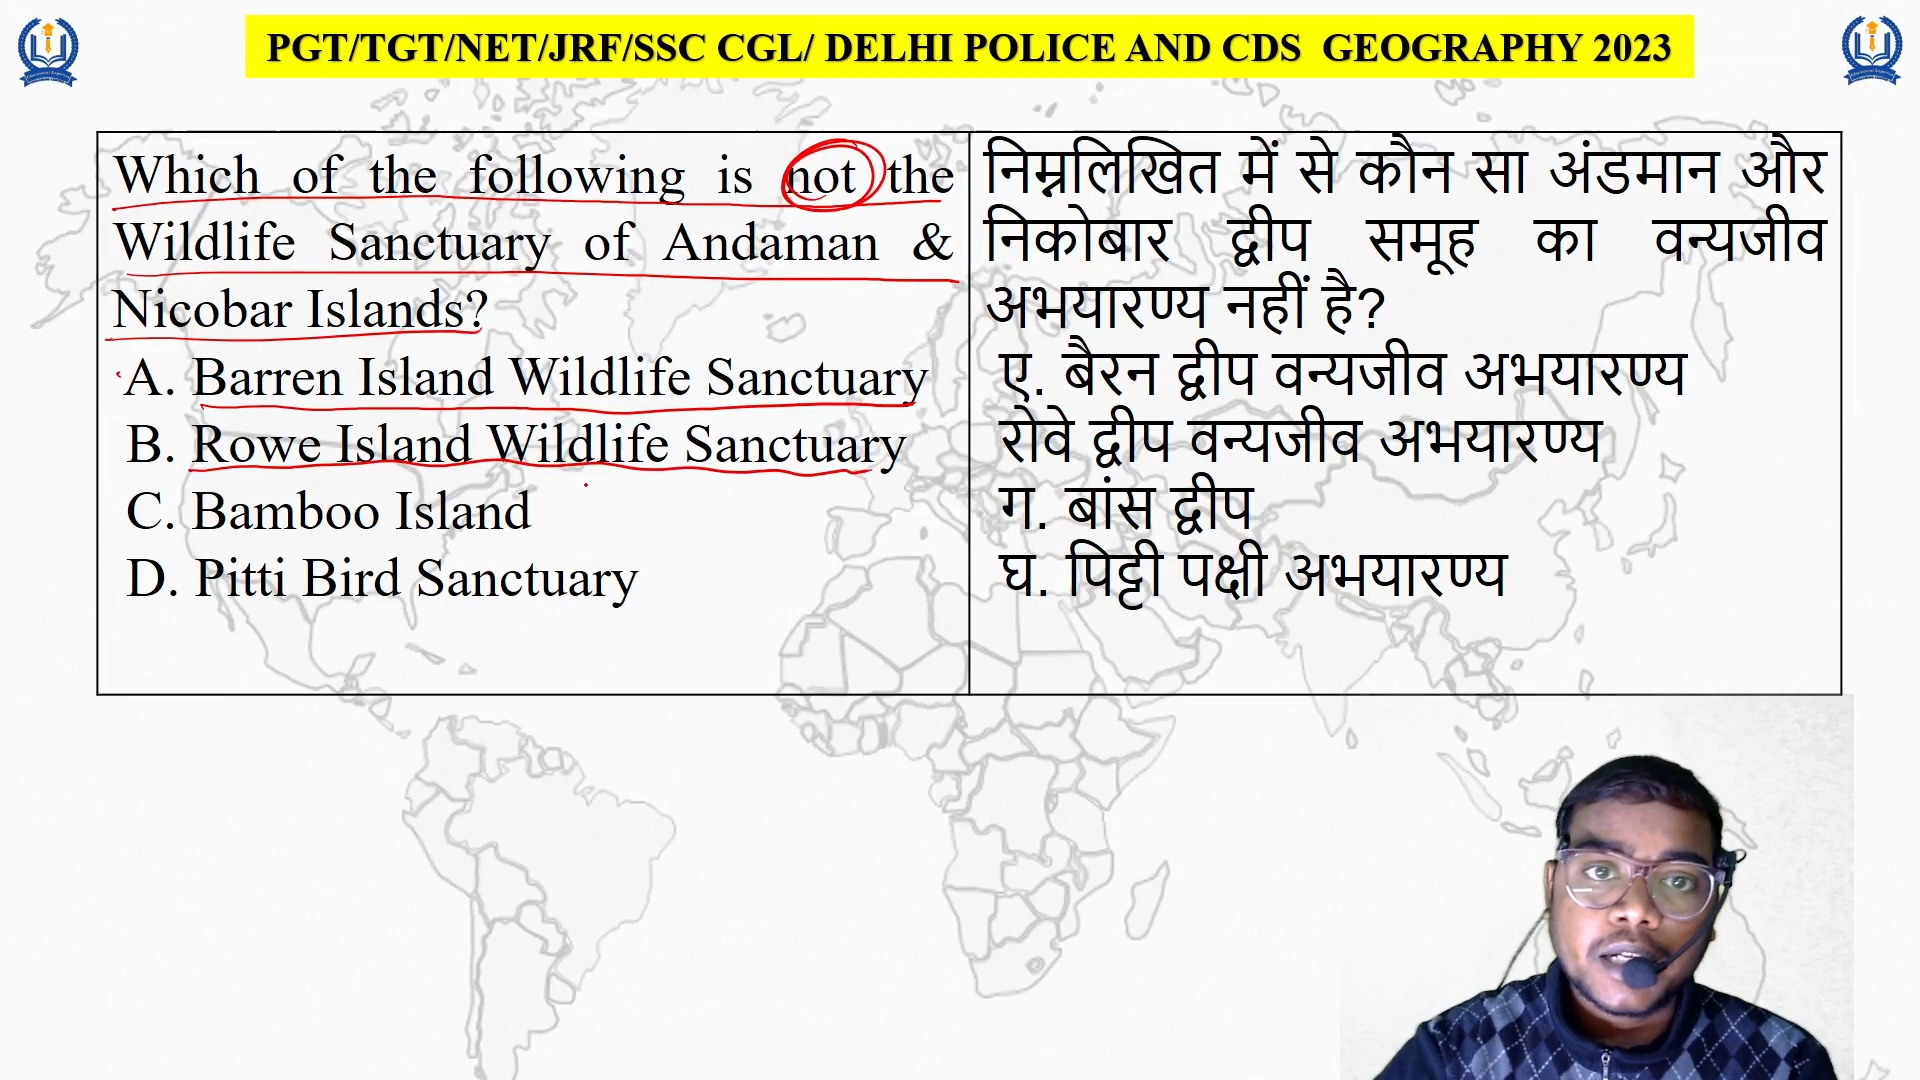 PGT/TGT/NET/JRF/SSC CGL/ DELHI POLICE AND CDS GEOGRAPHY 2023
Which of the following is not the
Wildlife Sanctuary of Andaman &
Nicobar Islands?
A. Barren Island Wildlife Sanctuary
B. Rowe Island Wildlife Sanctuary
C. Bamboo Island
D. Pitti Bird Sanctuary
निम्नलिखित में से कौन सा अंडमान और
निकोबार द्वीप समूह का वन्यजीव
अभयारण्य नहीं है?
ए. बैरन द्वीप वन्यजीव अभयारण्य
रोवे द्वीप वन्यजीव अभयारण्य
ग. बांस द्वीप
घ. पिट्टी पक्षी अभयारण्य